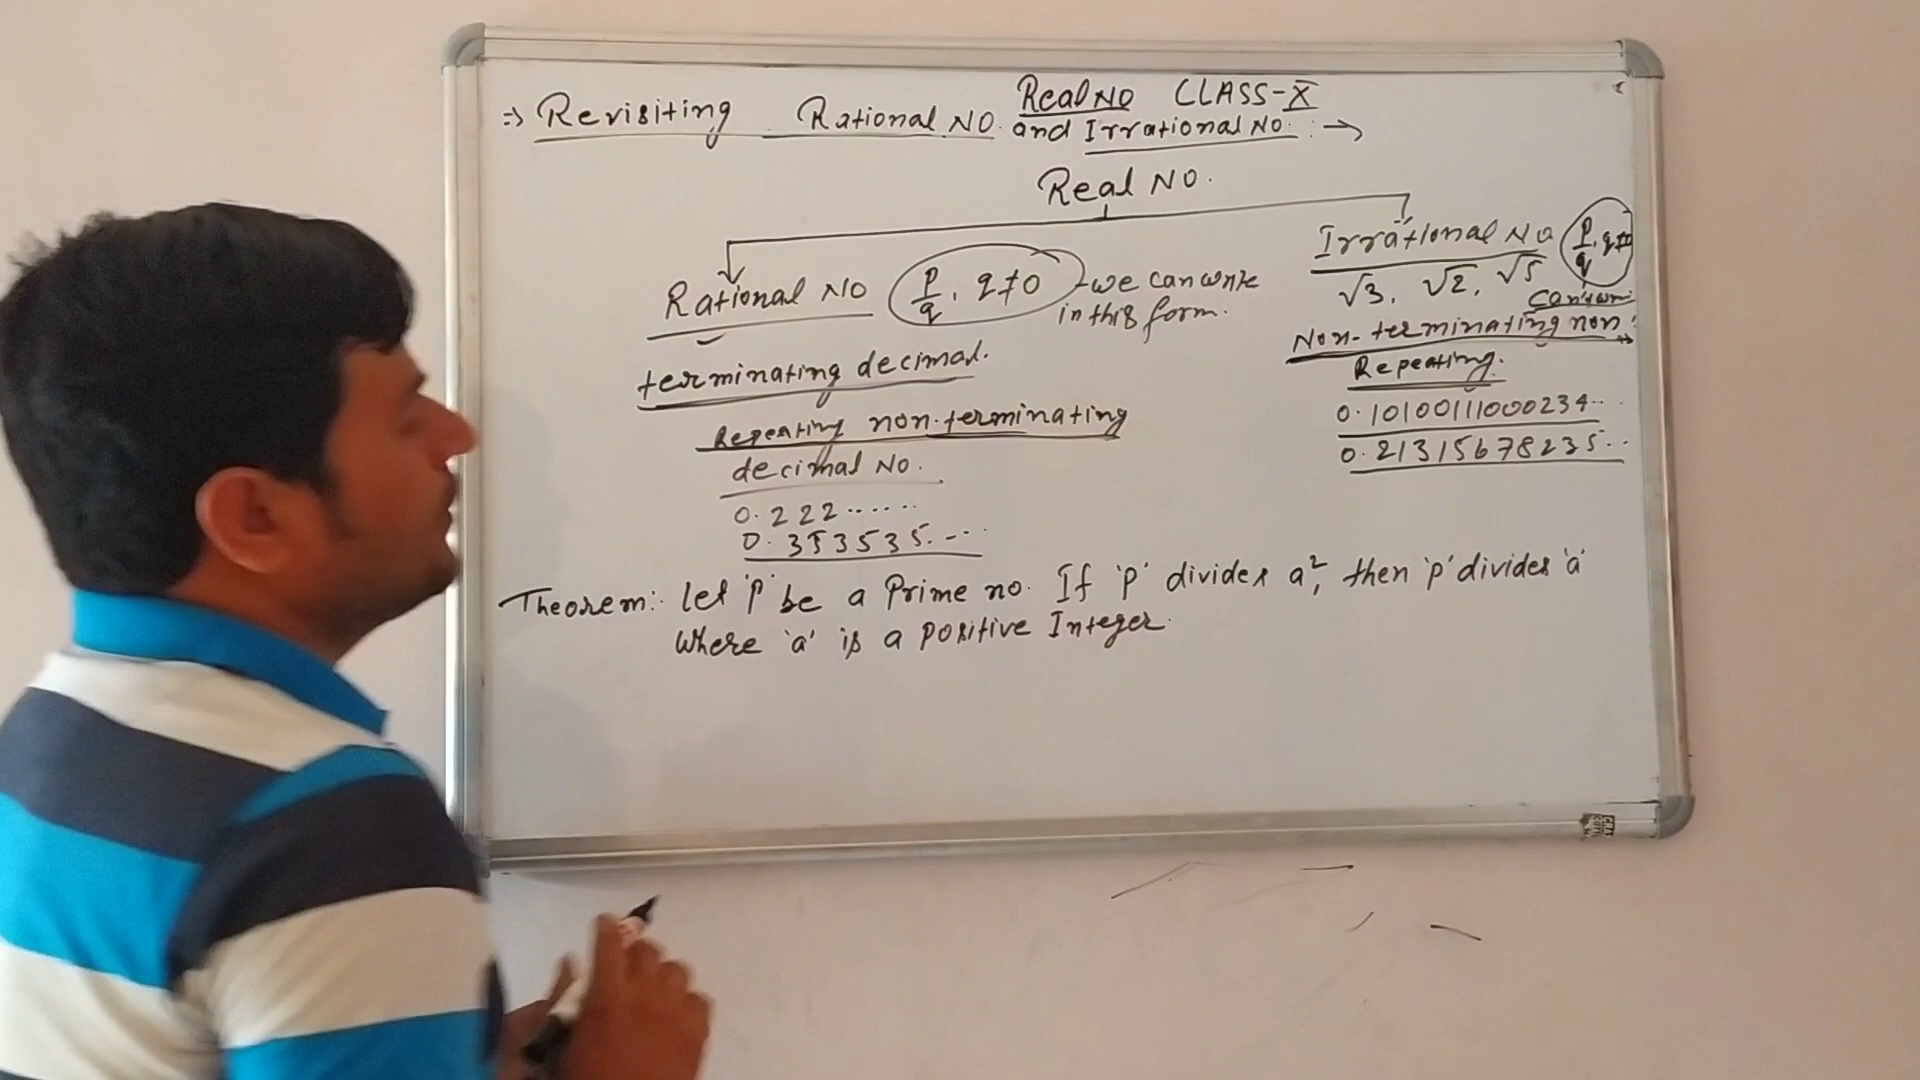 Real NO CLASS-X
⇒ Revisiting Rational NO. and Irrational NO. : →
Real NO.
Rational NO p/q, q≠0 - we can write
in this form.
terminating decimal.
Repeating non-terminating
decimal NO.
0.222......
0.353535...
Irrational NO p/q, q≠0
√3, √2, √5
Non-terminating non
Repeating.
0.10100111000234...
0.21315678235...
Theorem: let 'p' be a Prime no. If 'p' divides a², then 'p' divides 'a'
Where 'a' is a positive Integer.